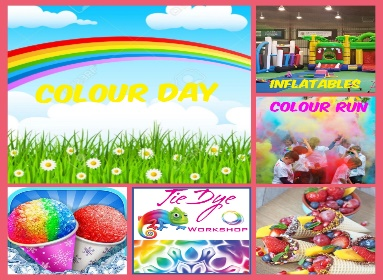 COLOUR DAY
INFLATABLES
COLOUR RUN
Tie Dye
WORKSHOP